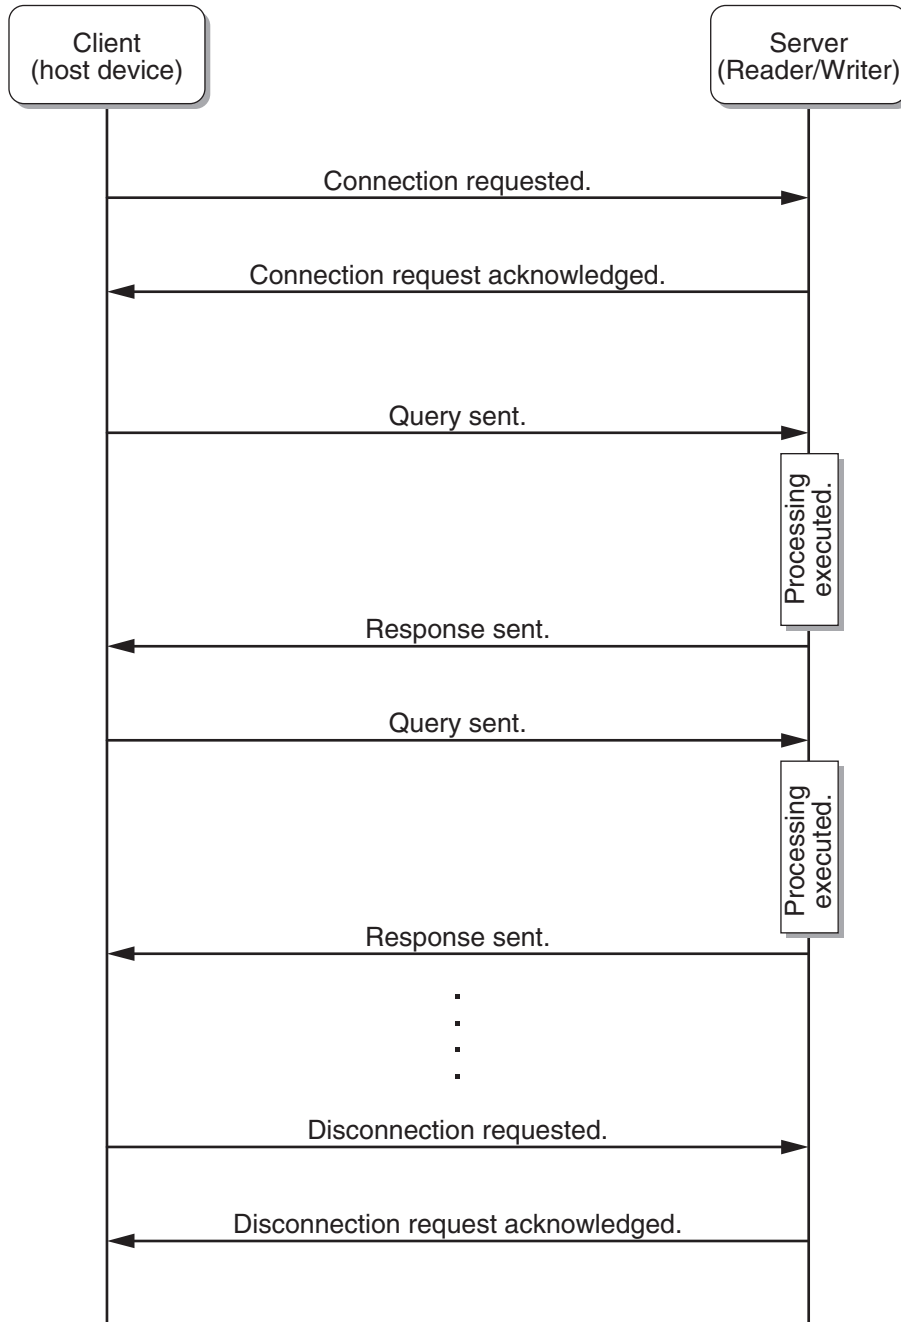 Client
(host device)
Server
(Reader/Writer)
Connection requested.
Connection request acknowledged.
Query sent.
Processing
executed.
Response sent.
Query sent.
Processing
executed.
Response sent.
Disconnection requested.
Disconnection request acknowledged.